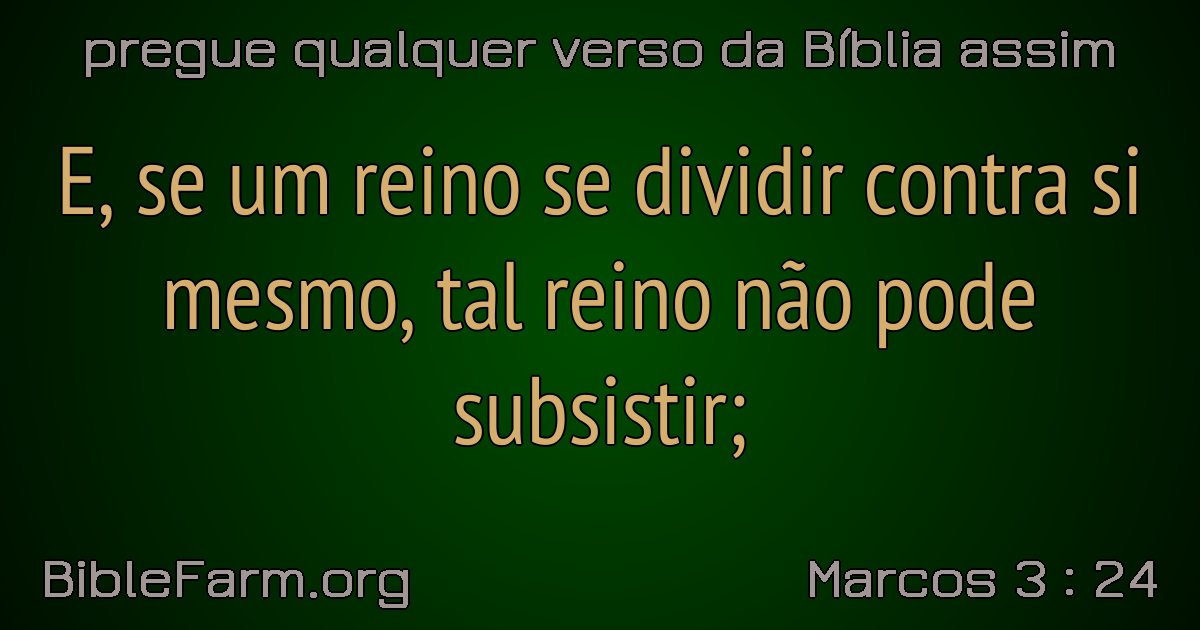 pregue qualquer verso da Bíblia assim
E, se um reino se dividir contra si
mesmo, tal reino não pode
subsistir;
BibleFarm.org
Marcos 3 : 24